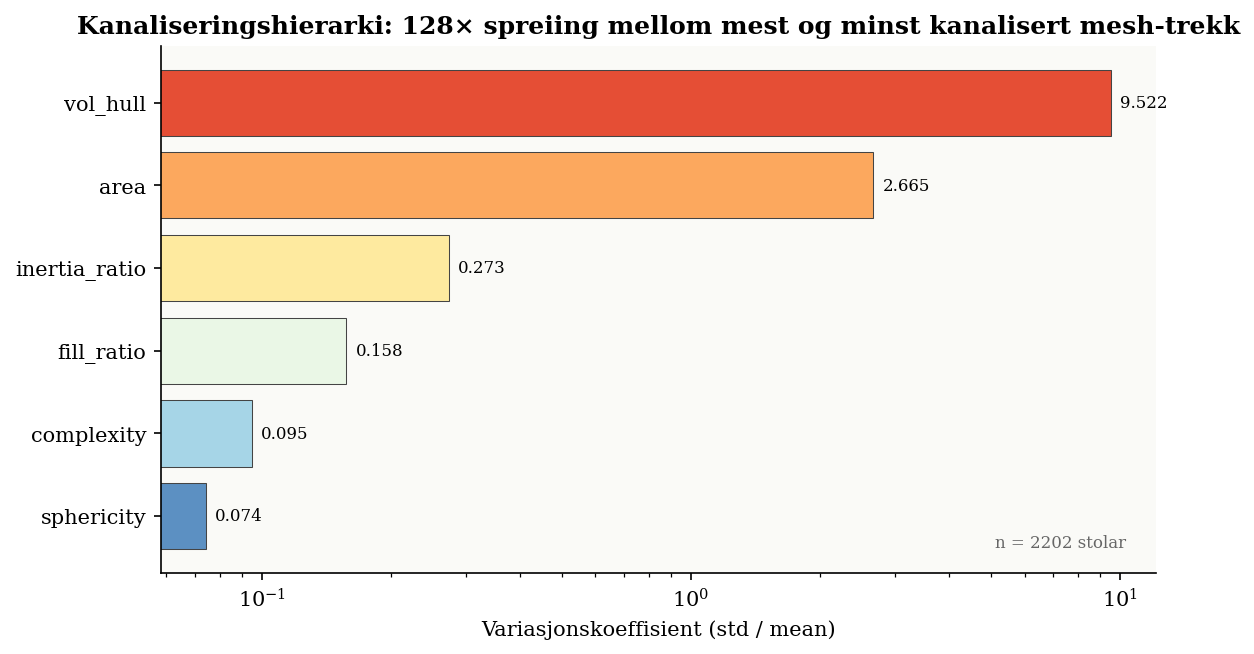 Kanaliseringshierarki: 128× spreiing mellom mest og minst kanalisert mesh-trekk
vol_hull
9.522
area
2.665
inertia_ratio
0.273
fill_ratio
0.158
complexity
0.095
sphericity
0.074
n = 2202 stolar
10⁻¹
10⁰
10¹
Variasjonskoeffisient (std / mean)